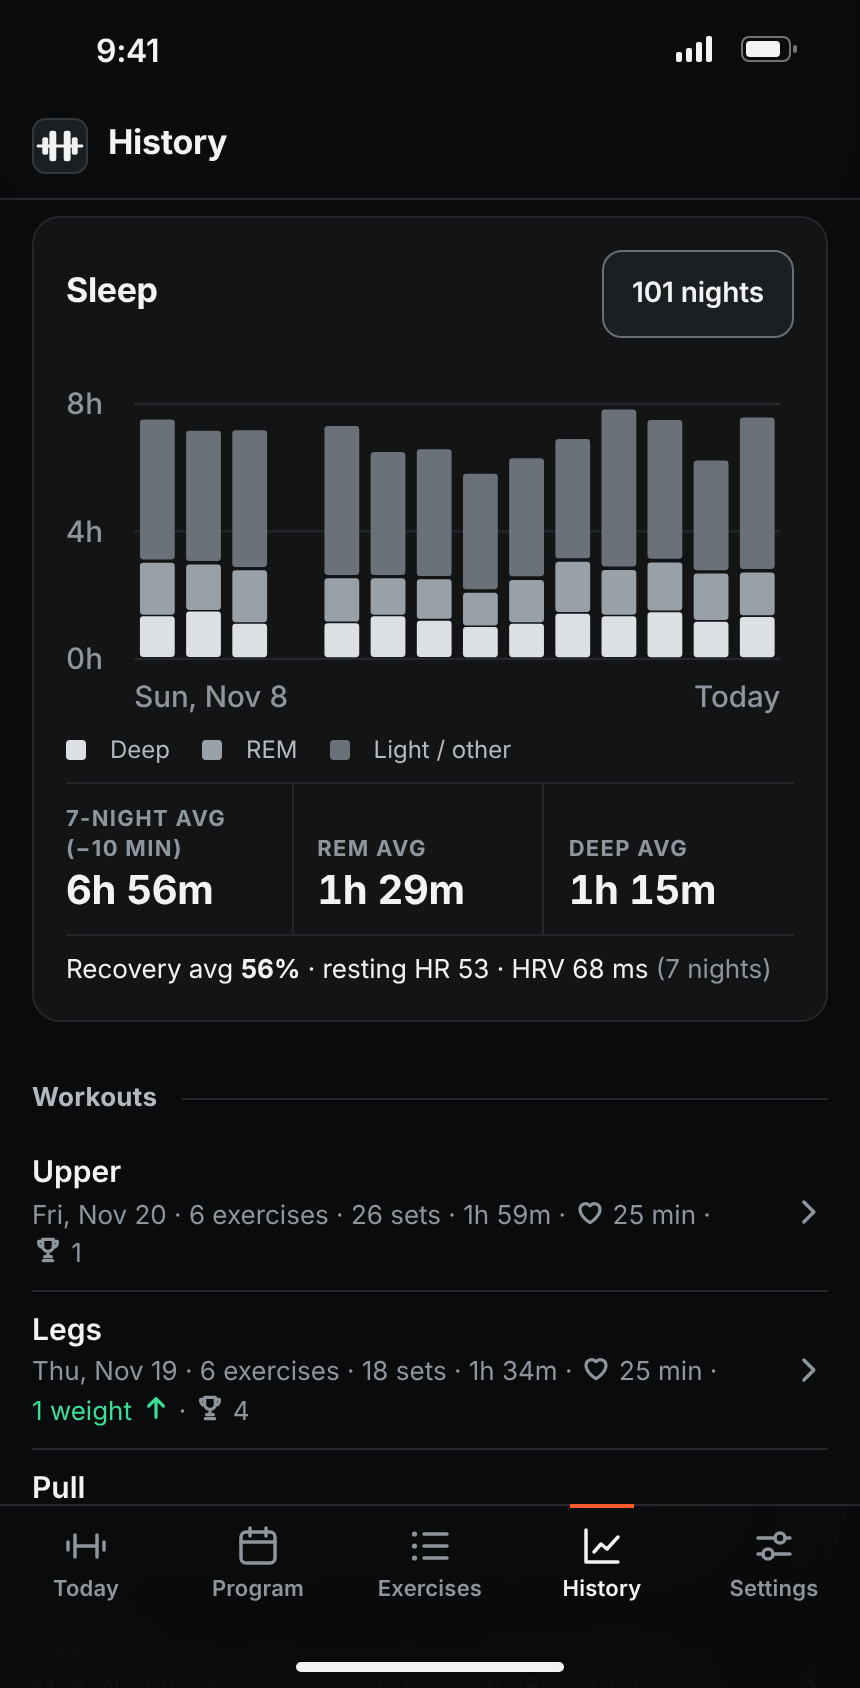 9:41
History
Sleep
101 nights
8h
4h
0h
Sun, Nov 8
Today
Deep
REM
Light / other
7-NIGHT AVG
(−10 MIN)
6h 56m
REM AVG
1h 29m
DEEP AVG
1h 15m
Recovery avg 56% · resting HR 53 · HRV 68 ms (7 nights)
Workouts
Upper
Fri, Nov 20 · 6 exercises · 26 sets · 1h 59m · 25 min ·
1
Legs
Thu, Nov 19 · 6 exercises · 18 sets · 1h 34m · 25 min ·
1 weight ↑ · 4
Pull
Today
Program
Exercises
History
Settings